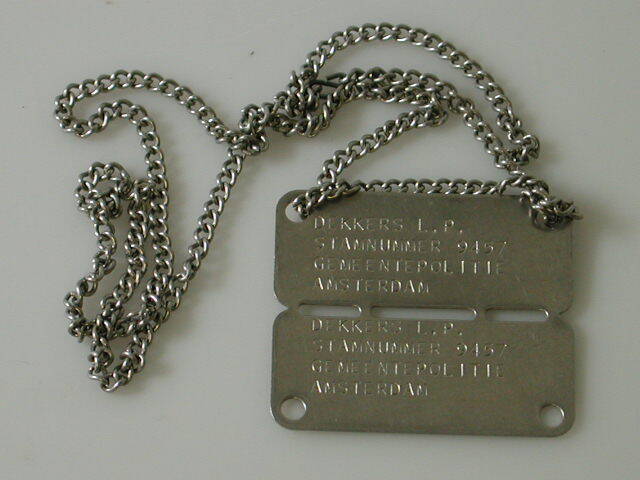 DEKKERS L.P.
STAMNUMMER 9457
GEMEENTEPOLITIE
AMSTERDAM
DEKKERS L.P.
STAMNUMMER 9457
GEMEENTEPOLITIE
AMSTERDAM